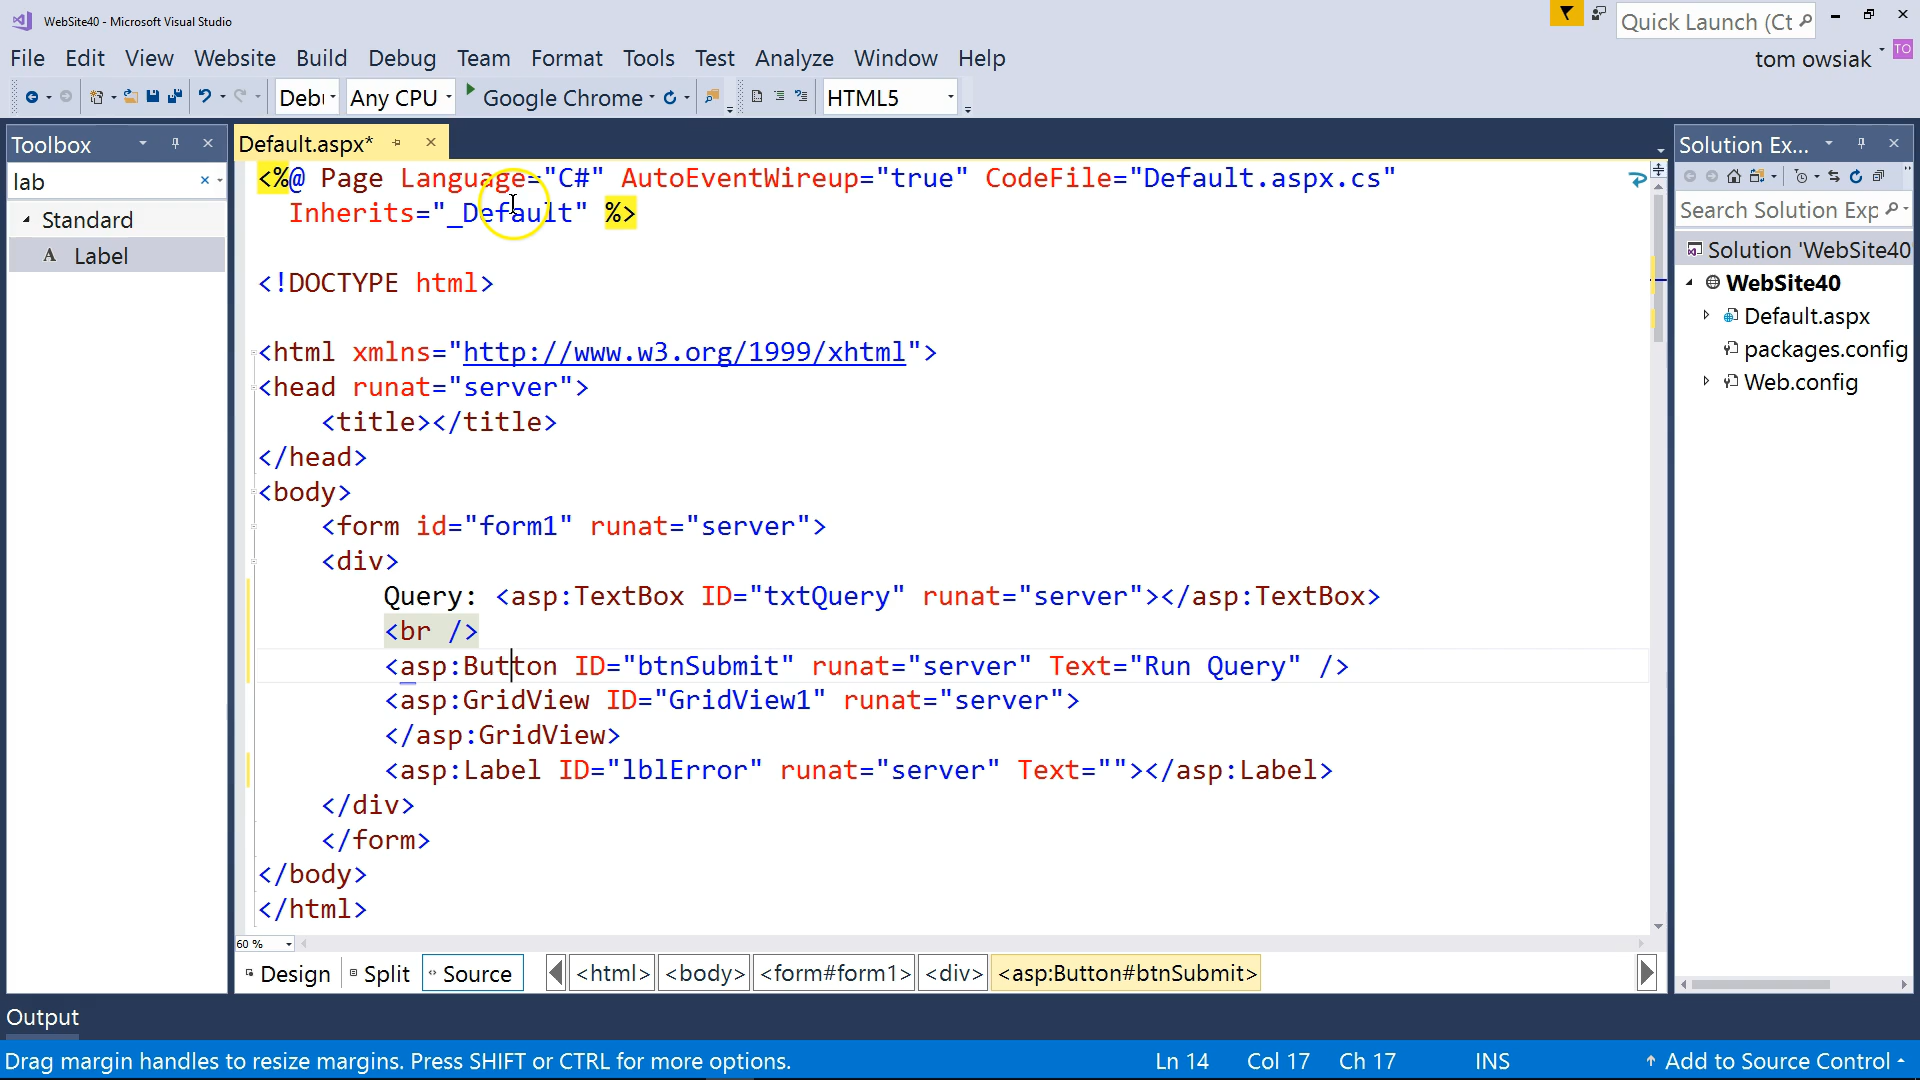 WebSite40 - Microsoft Visual Studio
Quick Launch (Ct
File Edit View Website Build Debug Team Format Tools Test Analyze Window Help
tom owsiak TO
Debu Any CPU Google Chrome HTML5
Toolbox
Default.aspx*
Solution Ex...
lab
Standard
A Label
<%@ Page Language="C#" AutoEventWireup="true" CodeFile="Default.aspx.cs"
Inherits="_Default" %>
<!DOCTYPE html>
<html xmlns="http://www.w3.org/1999/xhtml">
<head runat="server">
<title></title>
</head>
<body>
<form id="form1" runat="server">
<div>
Query: <asp:TextBox ID="txtQuery" runat="server"></asp:TextBox>
<br />
<asp:Button ID="btnSubmit" runat="server" Text="Run Query" />
<asp:GridView ID="GridView1" runat="server">
</asp:GridView>
<asp:Label ID="lblError" runat="server" Text=""></asp:Label>
</div>
</form>
</body>
</html>
Search Solution Exp
Solution 'WebSite40
WebSite40
Default.aspx
packages.config
Web.config
60 %
Design Split Source <html> <body> <form#form1> <div> <asp:Button#btnSubmit>
Output
Drag margin handles to resize margins. Press SHIFT or CTRL for more options.
Ln 14 Col 17 Ch 17 INS Add to Source Control